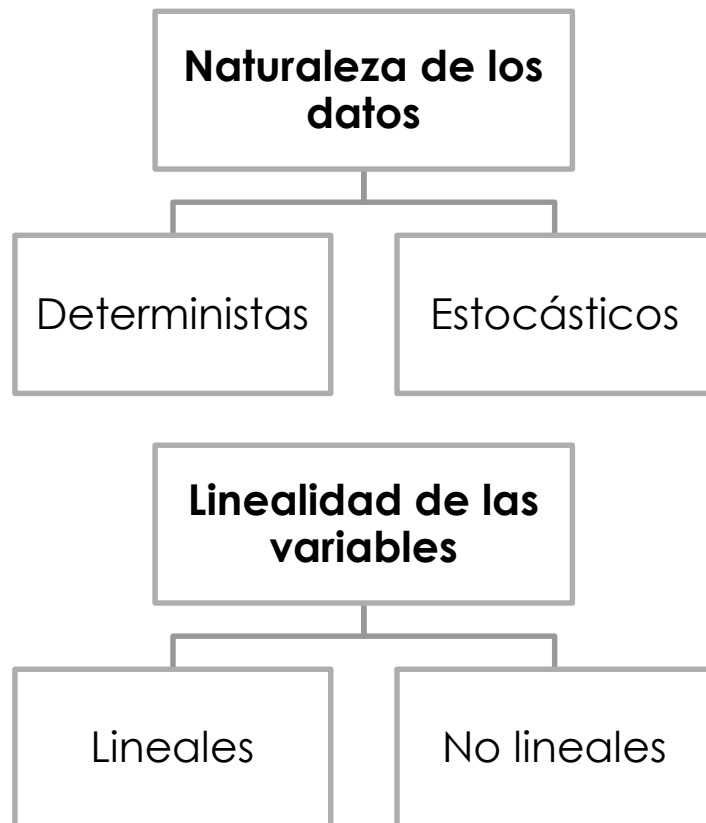 Naturaleza de los
datos
Deterministas
Estocásticos
Linealidad de las
variables
Lineales
No lineales